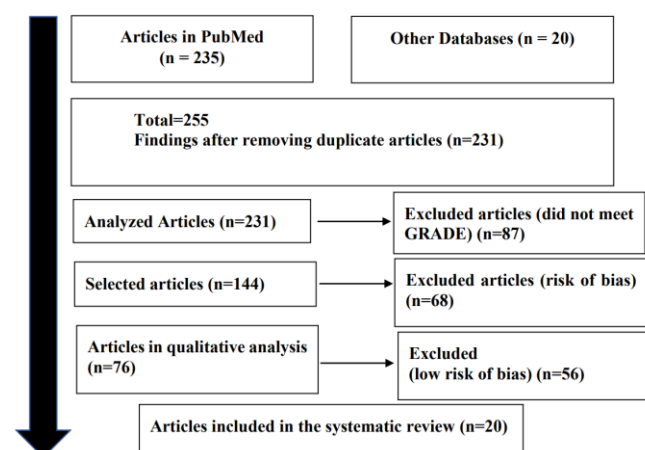 Articles in PubMed
(n = 235)
Other Databases (n = 20)
Total=255
Findings after removing duplicate articles (n=231)
Analyzed Articles (n=231)
Excluded articles (did not meet
GRADE) (n=87)
Selected articles (n=144)
Excluded articles (risk of bias)
(n=68)
Articles in qualitative analysis
(n=76)
Excluded
(low risk of bias) (n=56)
Articles included in the systematic review (n=20)